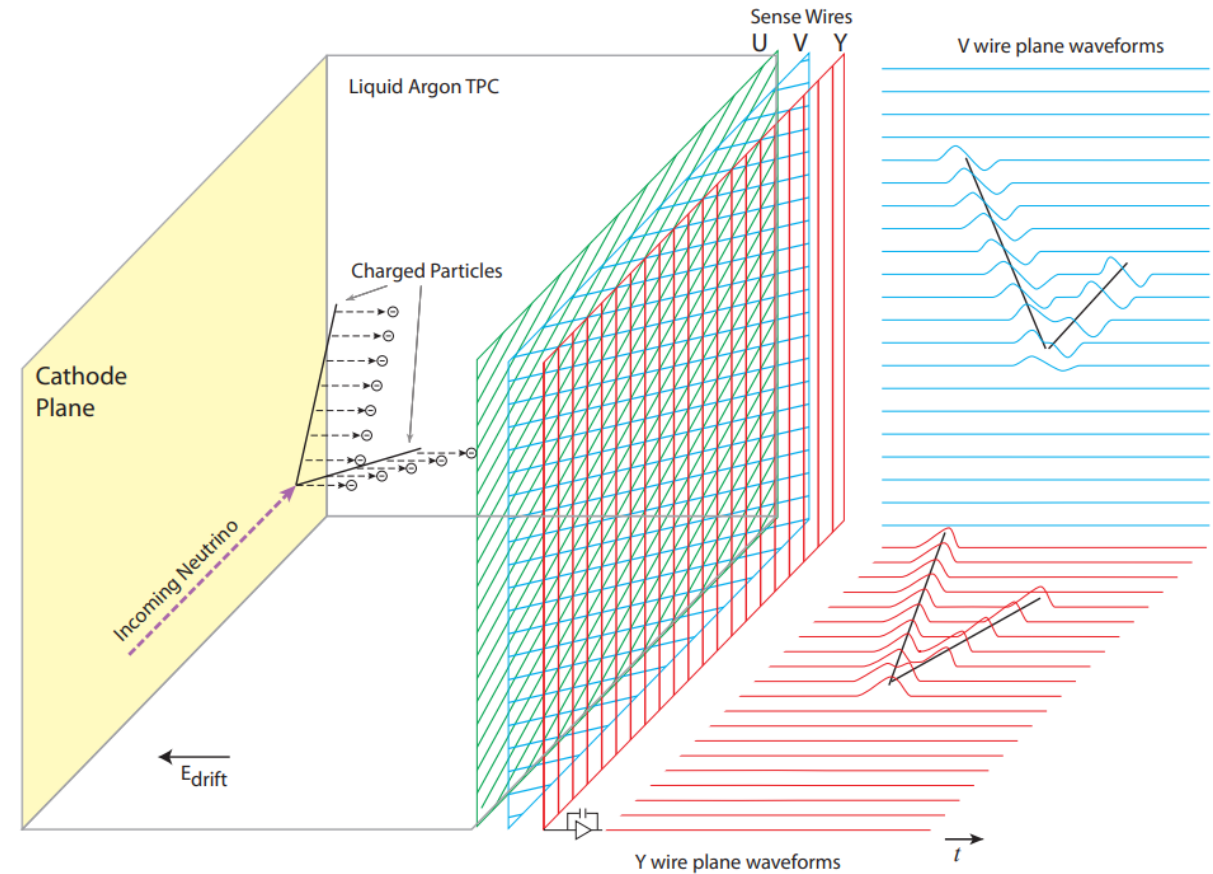 Sense Wires
U V Y
V wire plane waveforms
Liquid Argon TPC
Charged Particles
Cathode
Plane
Incoming Neutrino
Edrift
Y wire plane waveforms
t